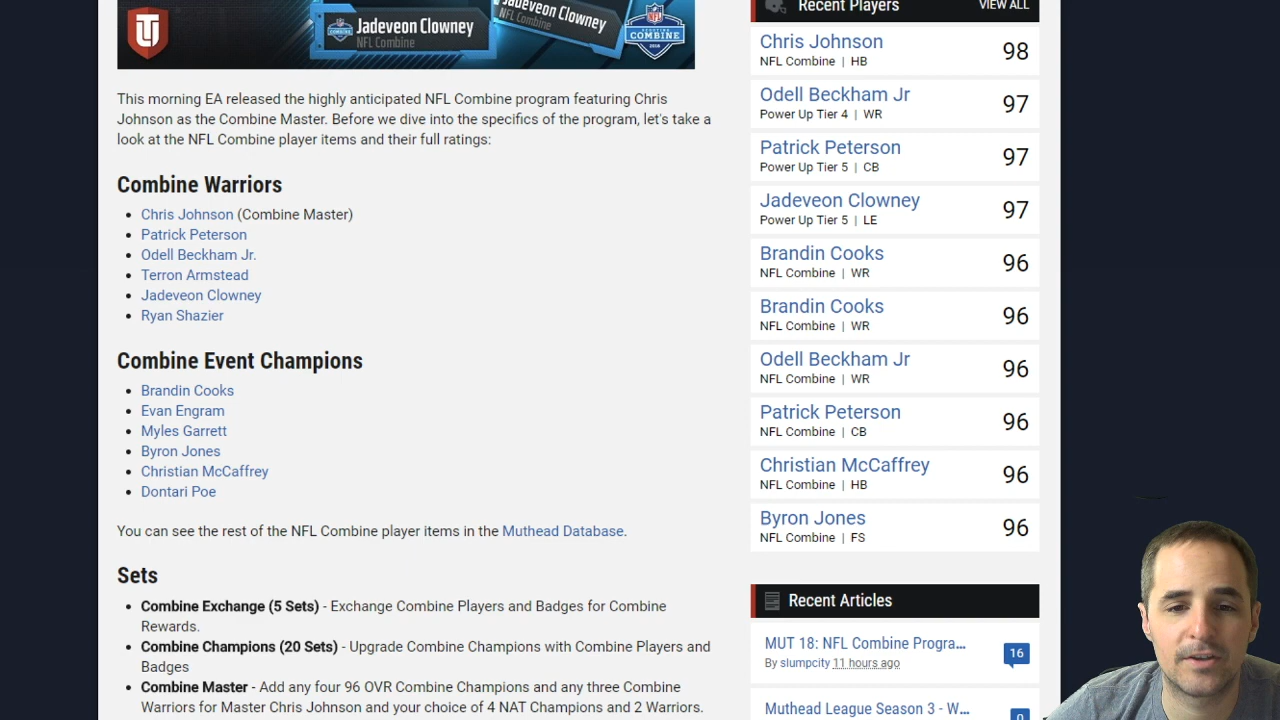 Jadeveon Clowney
NFL Combine
Jadeveon Clowney
NFL Combine
NFL
COMBINE
This morning EA released the highly anticipated NFL Combine program featuring Chris
Johnson as the Combine Master. Before we dive into the specifics of the program, let's take a
look at the NFL Combine player items and their full ratings:
Combine Warriors
• Chris Johnson (Combine Master)
• Patrick Peterson
• Odell Beckham Jr.
• Terron Armstead
• Jadeveon Clowney
• Ryan Shazier
Combine Event Champions
• Brandin Cooks
• Evan Engram
• Myles Garrett
• Byron Jones
• Christian McCaffrey
• Dontari Poe
You can see the rest of the NFL Combine player items in the Muthead Database.
Sets
• Combine Exchange (5 Sets) - Exchange Combine Players and Badges for Combine
Rewards.
• Combine Champions (20 Sets) - Upgrade Combine Champions with Combine Players and
Badges
• Combine Master - Add any four 96 OVR Combine Champions and any three Combine
Warriors for Master Chris Johnson and your choice of 4 NAT Champions and 2 Warriors.
Recent Players VIEW ALL
Chris Johnson 98
NFL Combine | HB
Odell Beckham Jr 97
Power Up Tier 4 | WR
Patrick Peterson 97
Power Up Tier 5 | CB
Jadeveon Clowney 97
Power Up Tier 5 | LE
Brandin Cooks 96
NFL Combine | WR
Brandin Cooks 96
NFL Combine | WR
Odell Beckham Jr 96
NFL Combine | WR
Patrick Peterson 96
NFL Combine | CB
Christian McCaffrey 96
NFL Combine | HB
Byron Jones 96
NFL Combine | FS
Recent Articles
MUT 18: NFL Combine Progra... 16
By slumpcity 11 hours ago
Muthead League Season 3 - W... 0